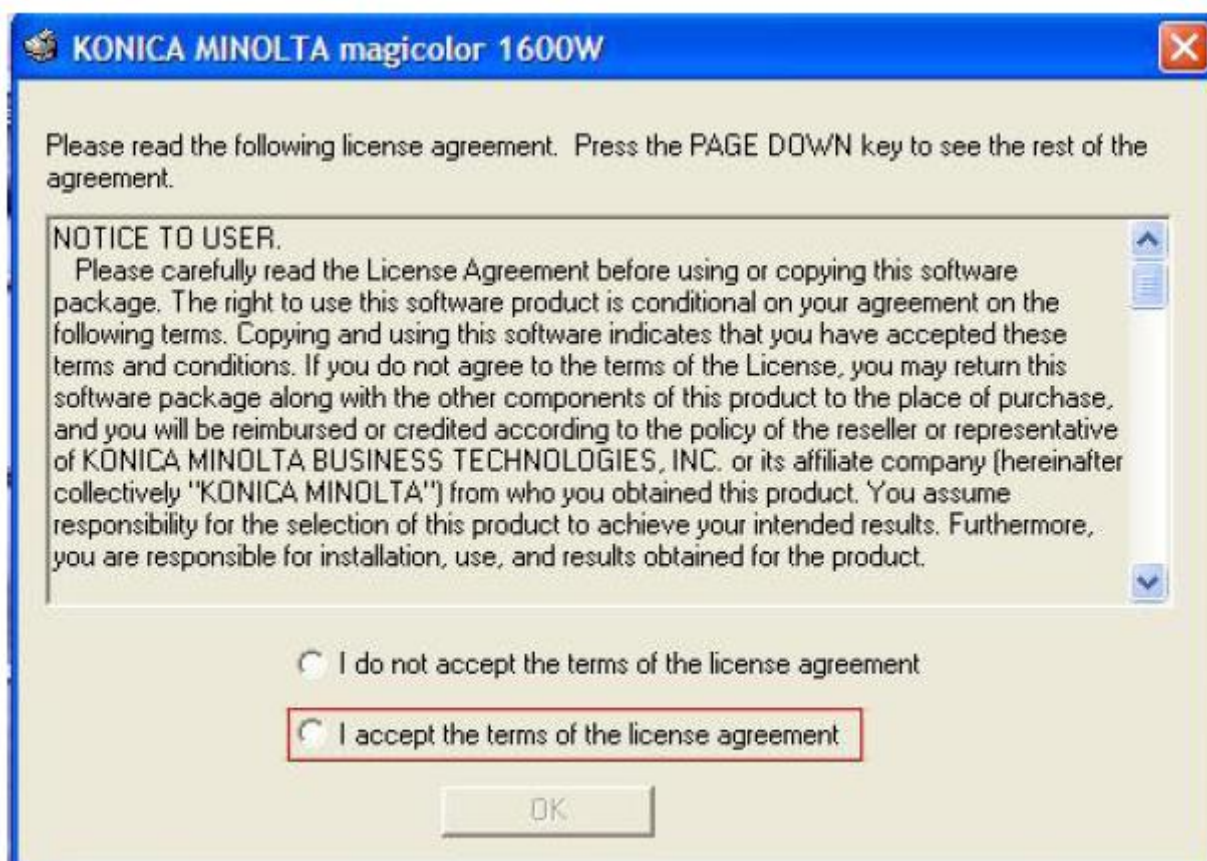 KONICA MINOLTA magicolor 1600W
Please read the following license agreement.  Press the PAGE DOWN key to see the rest of the
agreement.
NOTICE TO USER.
Please carefully read the License Agreement before using or copying this software
package. The right to use this software product is conditional on your agreement on the
following terms. Copying and using this software indicates that you have accepted these
terms and conditions. If you do not agree to the terms of the License, you may return this
software package along with the other components of this product to the place of purchase,
and you will be reimbursed or credited according to the policy of the reseller or representative
of KONICA MINOLTA BUSINESS TECHNOLOGIES, INC. or its affiliate company (hereinafter
collectively "KONICA MINOLTA") from who you obtained this product. You assume
responsibility for the selection of this product to achieve your intended results. Furthermore,
you are responsible for installation, use, and results obtained for the product.
I do not accept the terms of the license agreement
I accept the terms of the license agreement
OK